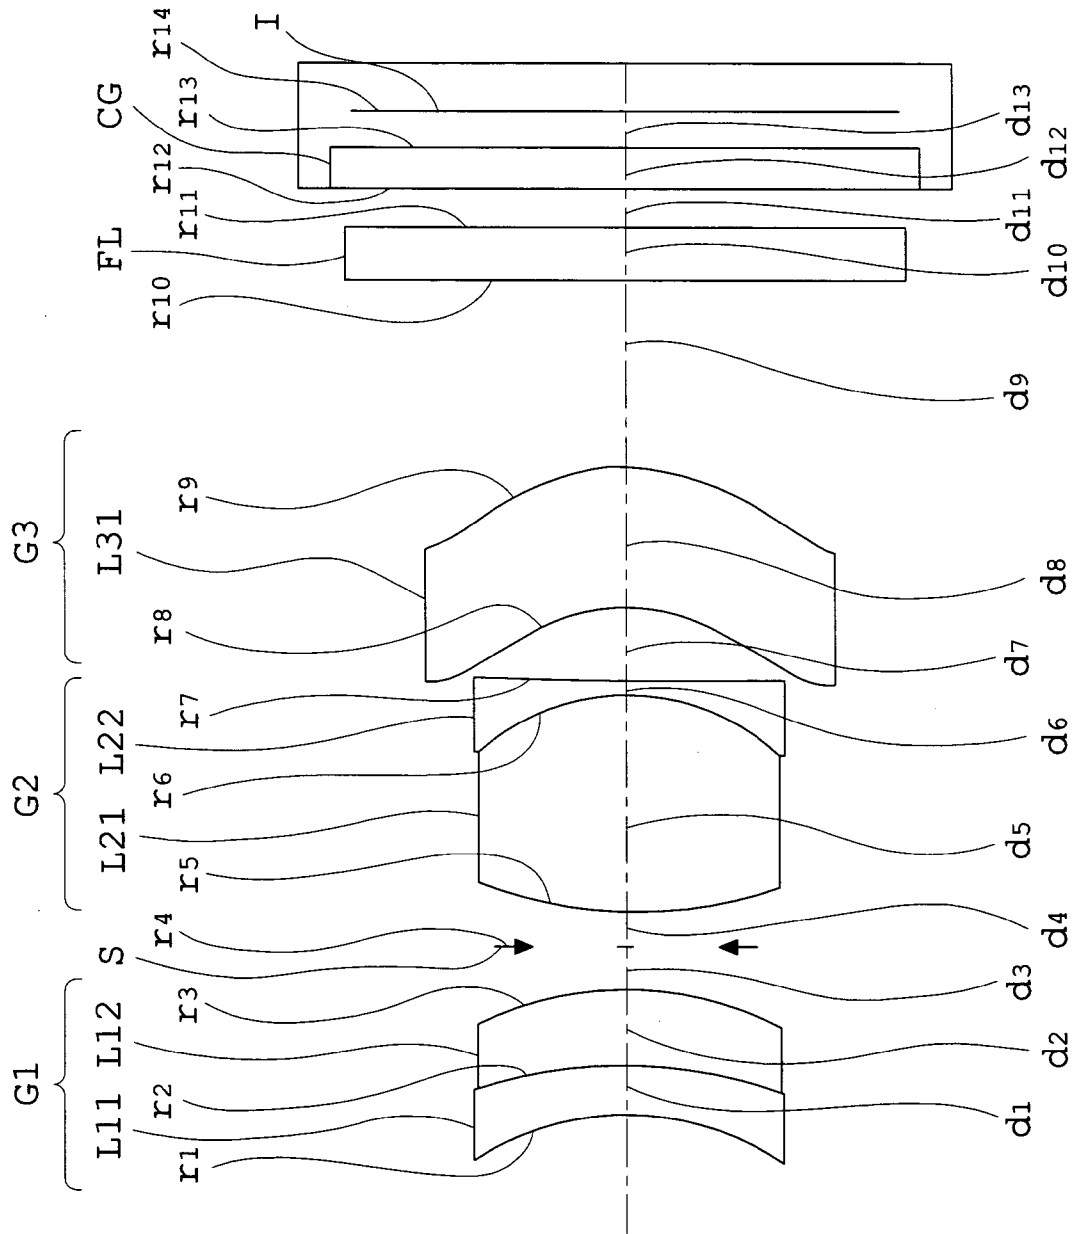 G1 G2 G3
L11 L12 S L21 L22 L31 FL CG I
r1 r2 r3 r4 r5 r6 r7 r8 r9 r10 r11 r12 r13 r14
d1 d2 d3 d4 d5 d6 d7 d8 d9 d10 d11 d12 d13